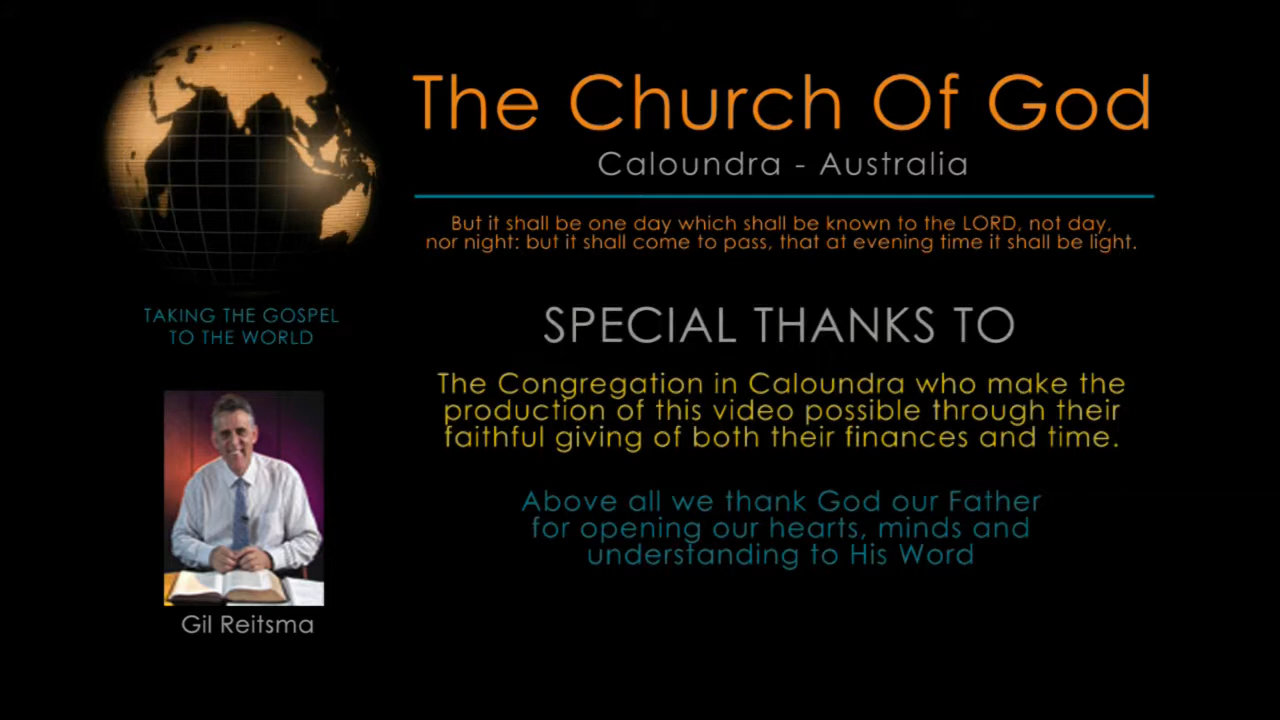 The Church Of God
Caloundra - Australia
But it shall be one day which shall be known to the LORD, not day,
nor night: but it shall come to pass, that at evening time it shall be light.
TAKING THE GOSPEL
TO THE WORLD
SPECIAL THANKS TO
The Congregation in Caloundra who make the
production of this video possible through their
faithful giving of both their finances and time.
Above all we thank God our Father
for opening our hearts, minds and
understanding to His Word
Gil Reitsma